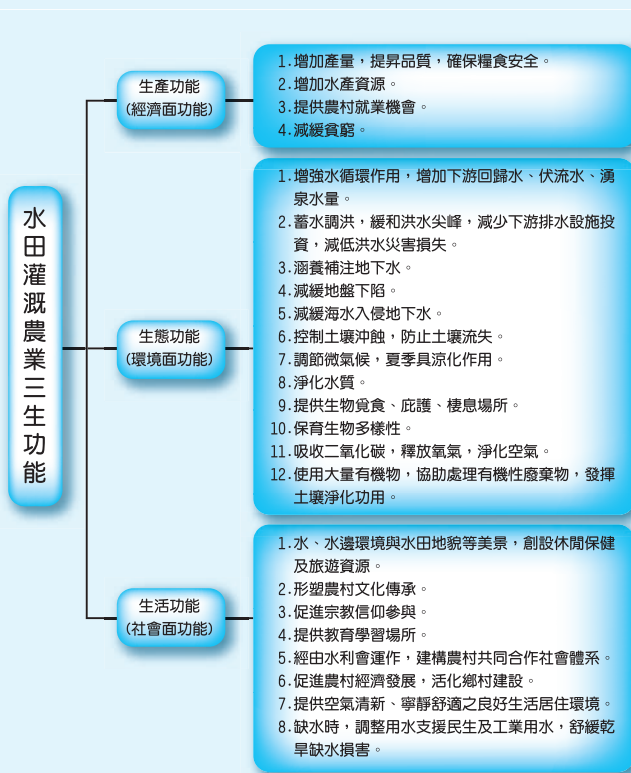 水田灌溉農業三生功能
生產功能
(經濟面功能)
1.增加產量，提昇品質，確保糧食安全。
2.增加水產資源。
3.提供農村就業機會。
4.減緩貧窮。
生態功能
(環境面功能)
1.增強水循環作用，增加下游回歸水、伏流水、湧
泉水量。
2.蓄水調洪，緩和洪水尖峰，減少下游排水設施投
資，減低洪水災害損失。
3.涵養補注地下水。
4.減緩地盤下陷。
5.減緩海水入侵地下水。
6.控制土壤沖蝕，防止土壤流失。
7.調節微氣候，夏季具涼化作用。
8.淨化水質。
9.提供生物覓食、庇護、棲息場所。
10.保育生物多樣性。
11.吸收二氧化碳，釋放氧氣，淨化空氣。
12.使用大量有機物，協助處理有機性廢棄物，發揮
土壤淨化功用。
生活功能
(社會面功能)
1.水、水邊環境與水田地貌等美景，創設休閒保健
及旅遊資源。
2.形塑農村文化傳承。
3.促進宗教信仰參與。
4.提供教育學習場所。
5.經由水利會運作，建構農村共同合作社會體系。
6.促進農村經濟發展，活化鄉村建設。
7.提供空氣清新、寧靜舒適之良好生活居住環境。
8.缺水時，調整用水支援民生及工業用水，舒緩乾
旱缺水損害。